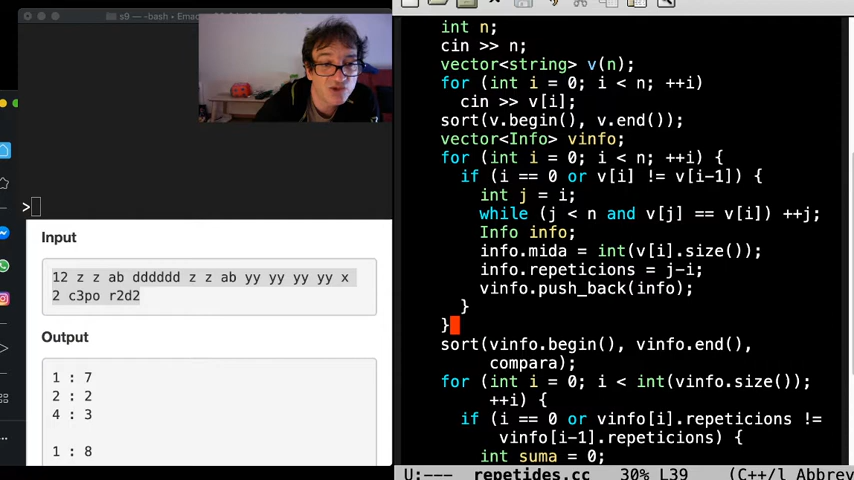 s9 — -bash
Emac
>
Input
12 z z ab dddddd z z ab yy yy yy yy x
2 c3po r2d2
Output
1 : 7
2 : 2
4 : 3
1 : 8
int n;
cin >> n;
vector<string> v(n);
for (int i = 0; i < n; ++i)
cin >> v[i];
sort(v.begin(), v.end());
vector<Info> vinfo;
for (int i = 0; i < n; ++i) {
if (i == 0 or v[i] != v[i-1]) {
int j = i;
while (j < n and v[j] == v[i]) ++j;
Info info;
info.mida = int(v[i].size());
info.repeticions = j-i;
vinfo.push_back(info);
}
}
sort(vinfo.begin(), vinfo.end(),
compara);
for (int i = 0; i < int(vinfo.size());
++i) {
if (i == 0 or vinfo[i].repeticions !=
vinfo[i-1].repeticions) {
int suma = 0;
U:--- repetides.cc 30% L39 (C++/l Abbrev